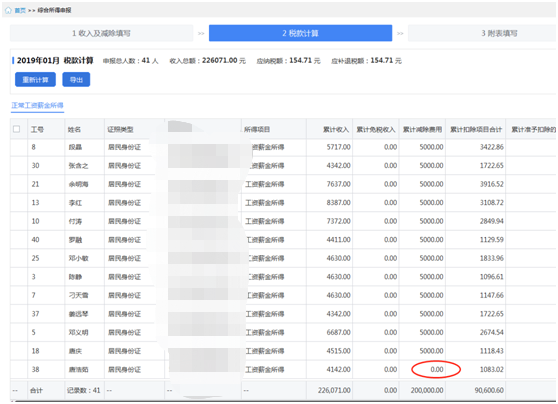 首页 >> 综合所得申报
1 收入及减除填写 >> 2 税款计算 >> 3 附表填写
2019年01月 税款计算 申报总人数：41 人 收入总额：226071.00 元 应纳税额：154.71 元 应补退税额：154.71 元
重新计算 导出
正常工资薪金所得
工号 姓名 证照类型 所得项目 累计收入 累计免税收入 累计减除费用 累计扣除项目合计 累计准予扣除的
8 段晶 居民身份证 工资薪金所得 5717.00 0.00 5000.00 3422.86
30 张含之 居民身份证 工资薪金所得 4342.00 0.00 5000.00 1722.65
21 余明海 居民身份证 工资薪金所得 7637.00 0.00 5000.00 3916.52
13 李红 居民身份证 工资薪金所得 8387.00 0.00 5000.00 3108.72
10 付涛 居民身份证 工资薪金所得 7372.00 0.00 5000.00 2849.94
40 罗融 居民身份证 工资薪金所得 4411.00 0.00 5000.00 1129.59
25 邓小敏 居民身份证 工资薪金所得 4630.00 0.00 5000.00 1833.96
3 陈静 居民身份证 工资薪金所得 4630.00 0.00 5000.00 1096.61
7 刁天雪 居民身份证 工资薪金所得 4630.00 0.00 5000.00 1147.66
37 姜远琴 居民身份证 工资薪金所得 4342.00 0.00 5000.00 1722.65
5 邓义明 居民身份证 工资薪金所得 6687.00 0.00 5000.00 2674.54
18 唐庆 居民身份证 工资薪金所得 4515.00 0.00 5000.00 1118.43
38 唐浩茹 居民身份证 工资薪金所得 4142.00 0.00 0.00 1083.02
-- 合计 记录数：41 -- -- -- 226,071.00 0.00 200,000.00 90,600.60